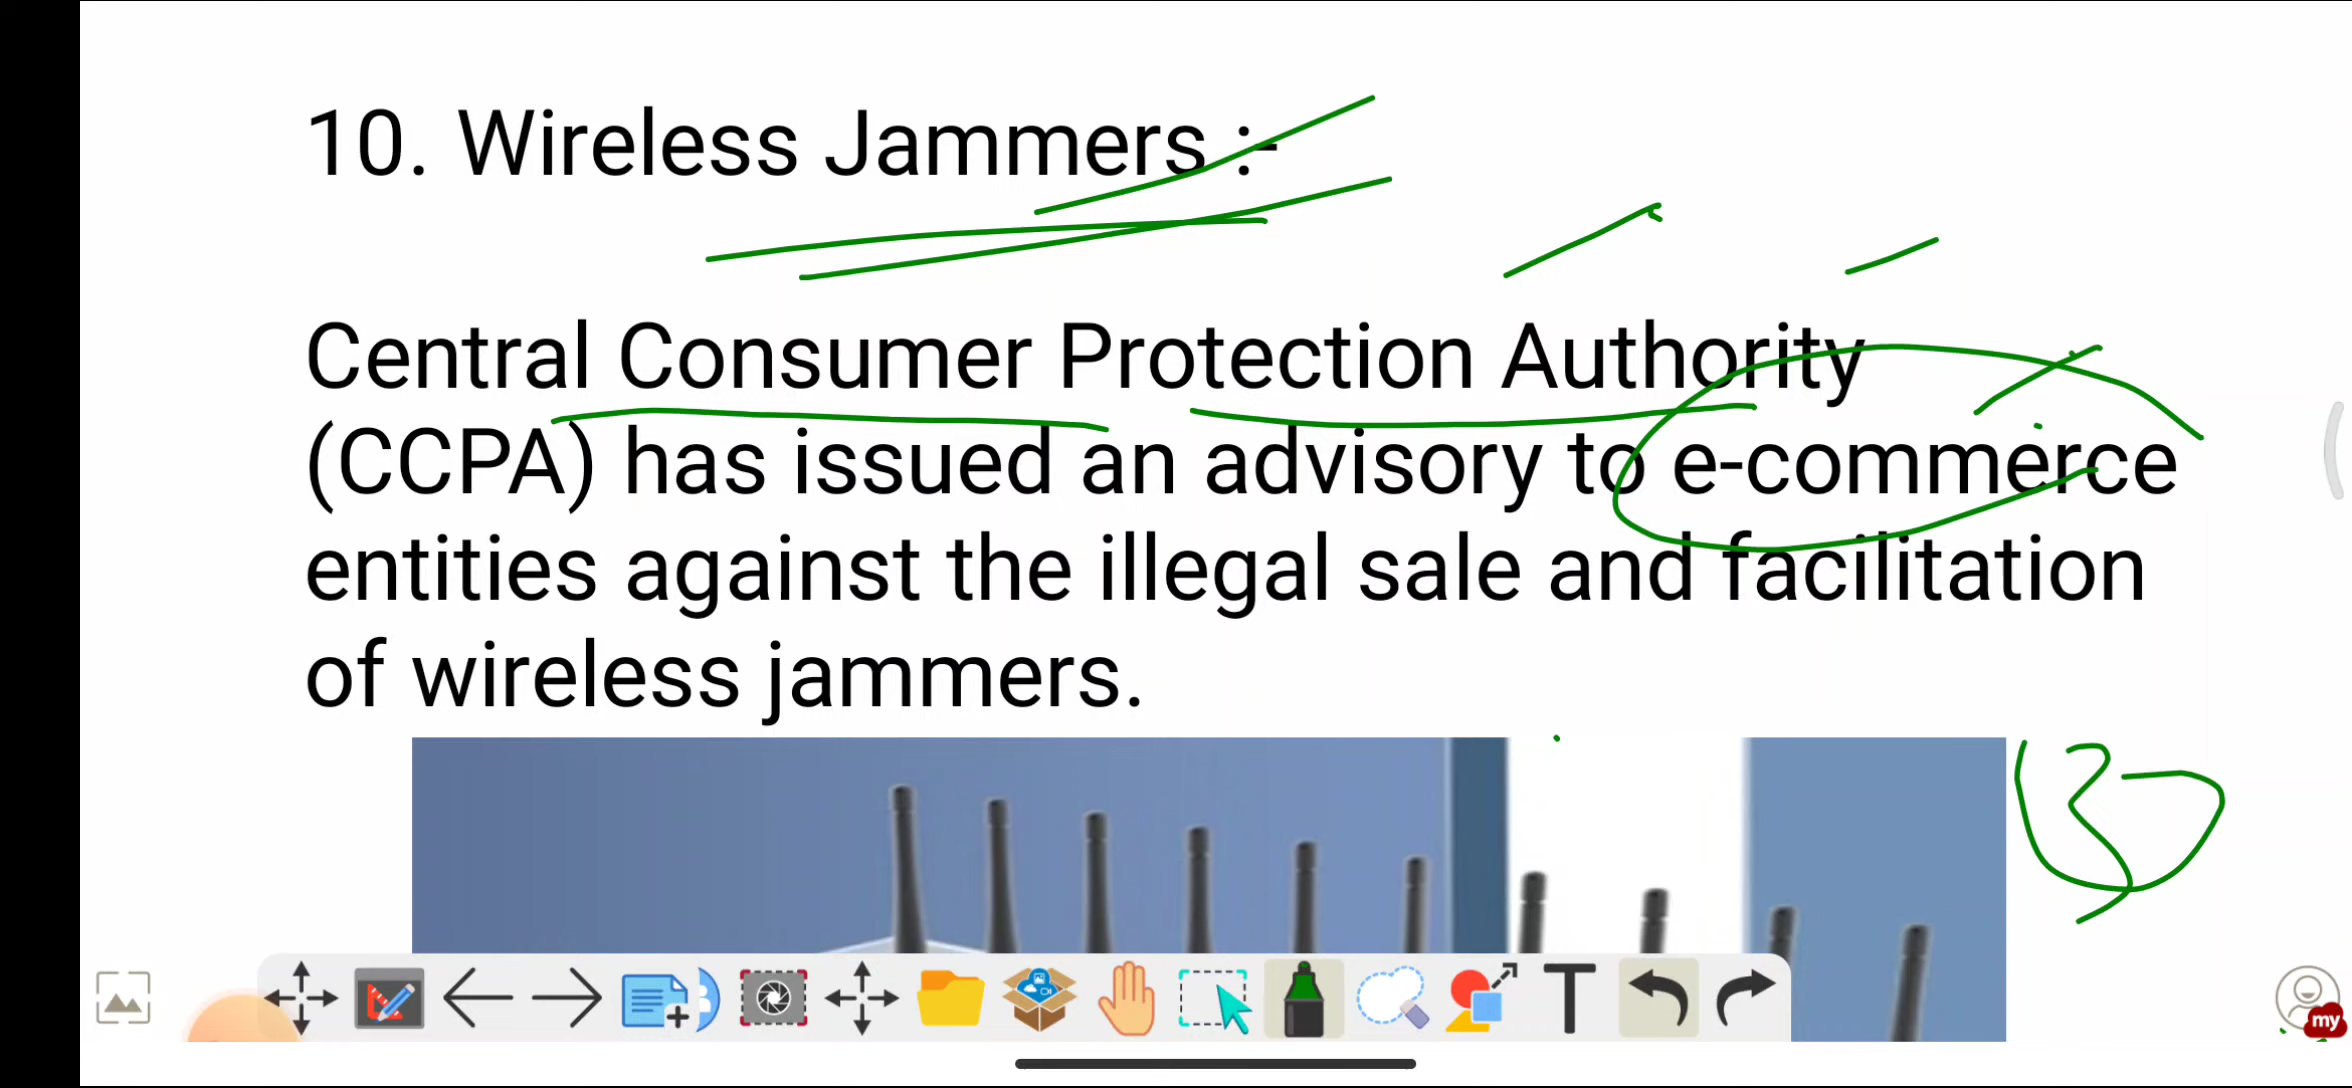 10. Wireless Jammers :-
Central Consumer Protection Authority
(CCPA) has issued an advisory to e-commerce
entities against the illegal sale and facilitation
of wireless jammers.
T
my